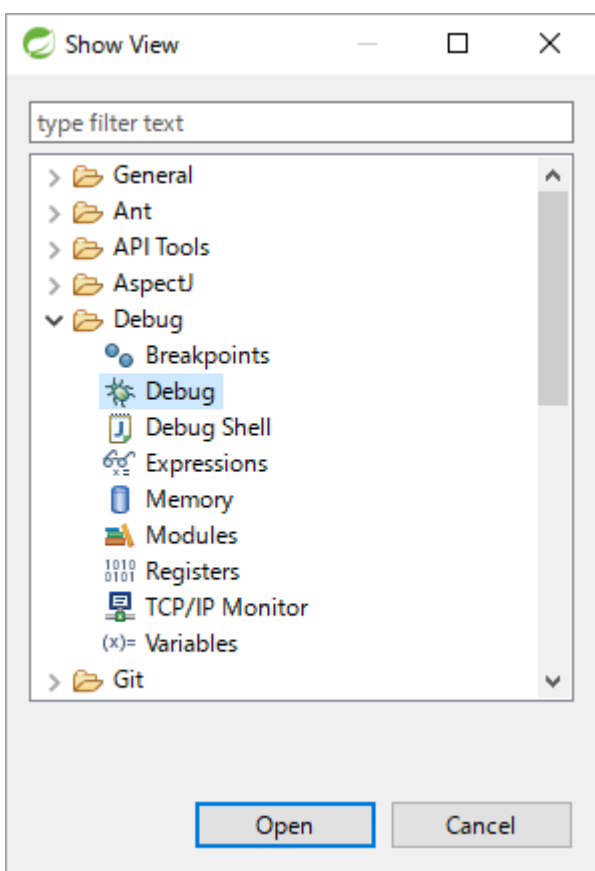 Show View
type filter text
General
Ant
API Tools
AspectJ
Debug
Breakpoints
Debug
Debug Shell
Expressions
Memory
Modules
1010
0101 Registers
TCP/IP Monitor
(x)= Variables
Git
Open Cancel